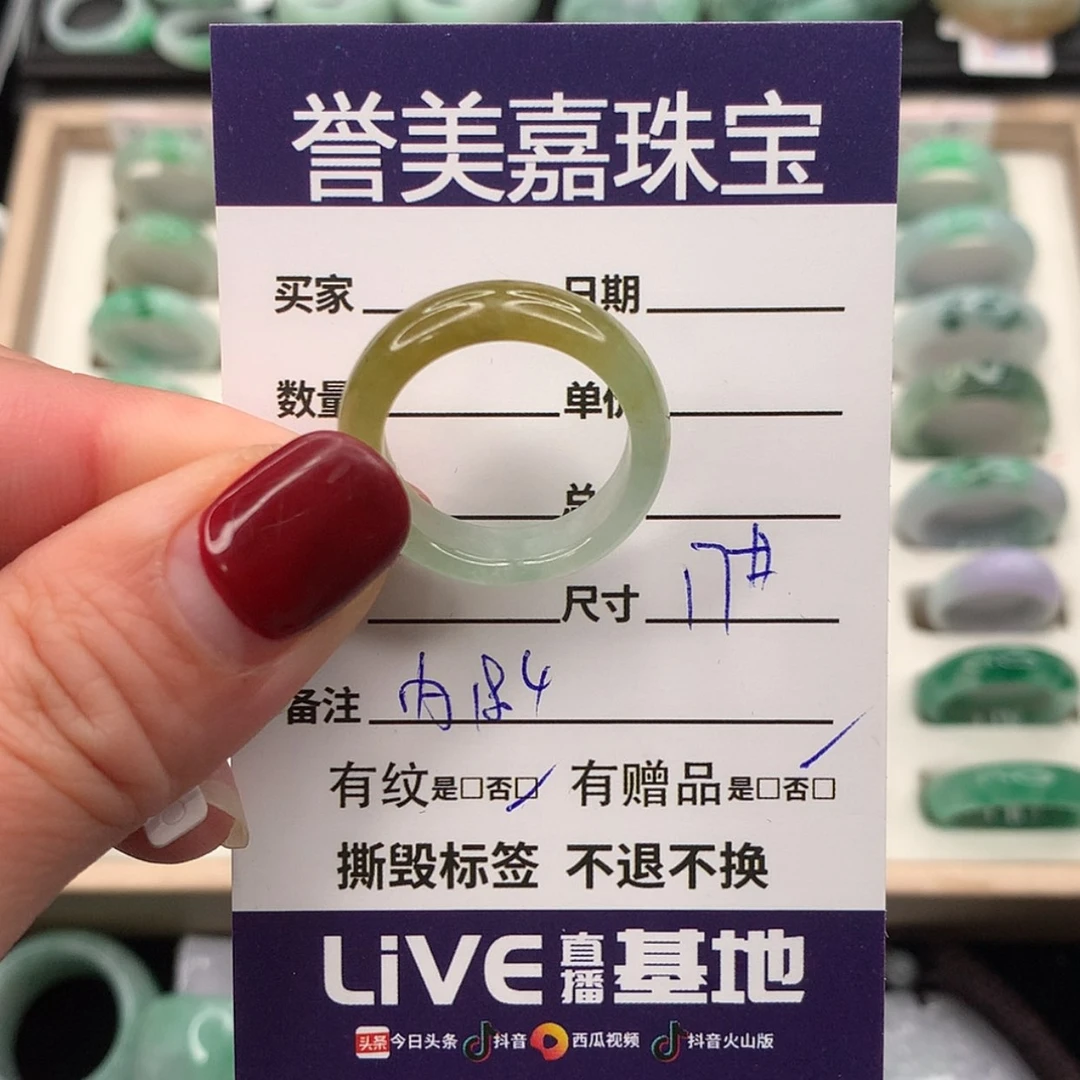 誉美嘉珠宝
买家 日期
数量 单价
总
尺寸 17#
备注 内 4
有纹 是□否□ 有赠品 是□否□
撕毁标签 不退不换
LiVE 直播 基地
头条 今日头条 抖音 西瓜视频 抖音火山版